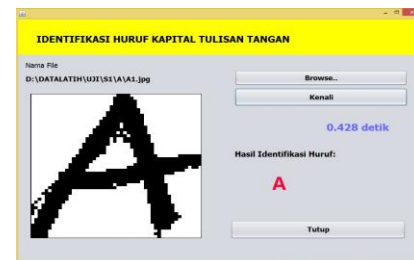 IDENTIFIKASI HURUF KAPITAL TULISAN TANGAN
Nama File
D:\DATALATIH\UJI\S1\A\A1.jpg
Browse..
Kenali
0.428 detik
Hasil Identifikasi Huruf:
A
A
Tutup